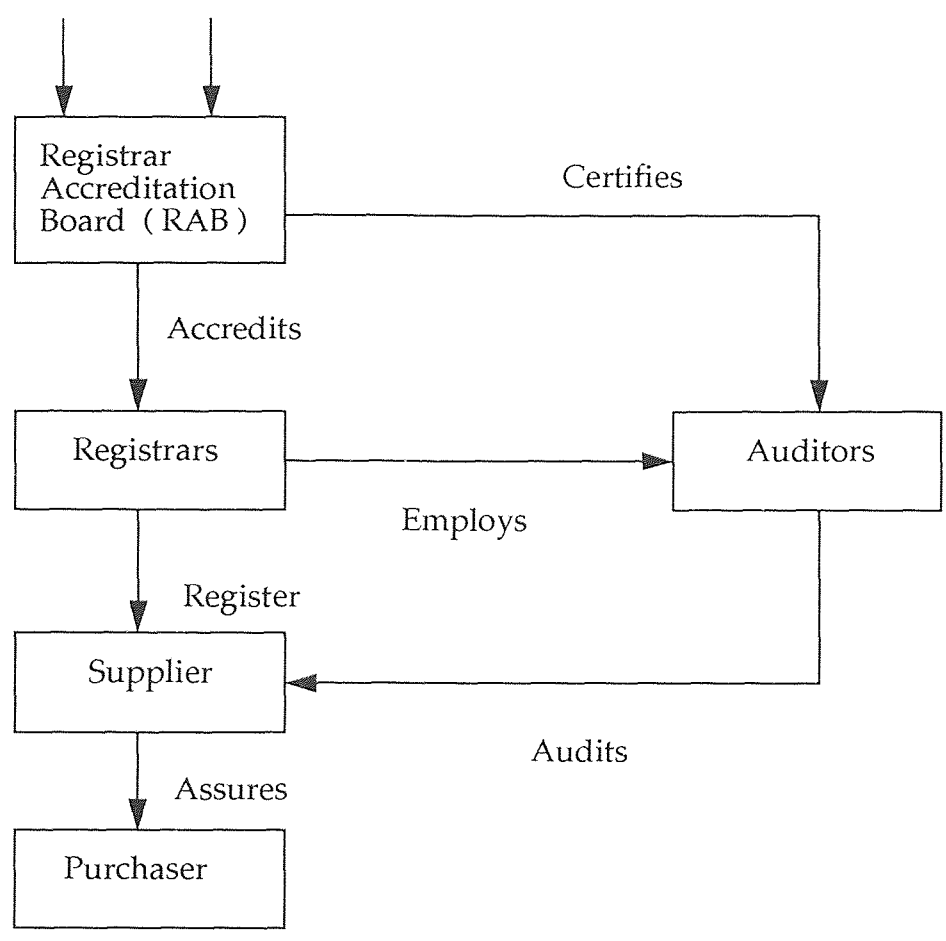 Registrar
Accreditation
Board ( RAB )
Certifies
Accredits
Registrars
Auditors
Employs
Register
Supplier
Audits
Assures
Purchaser